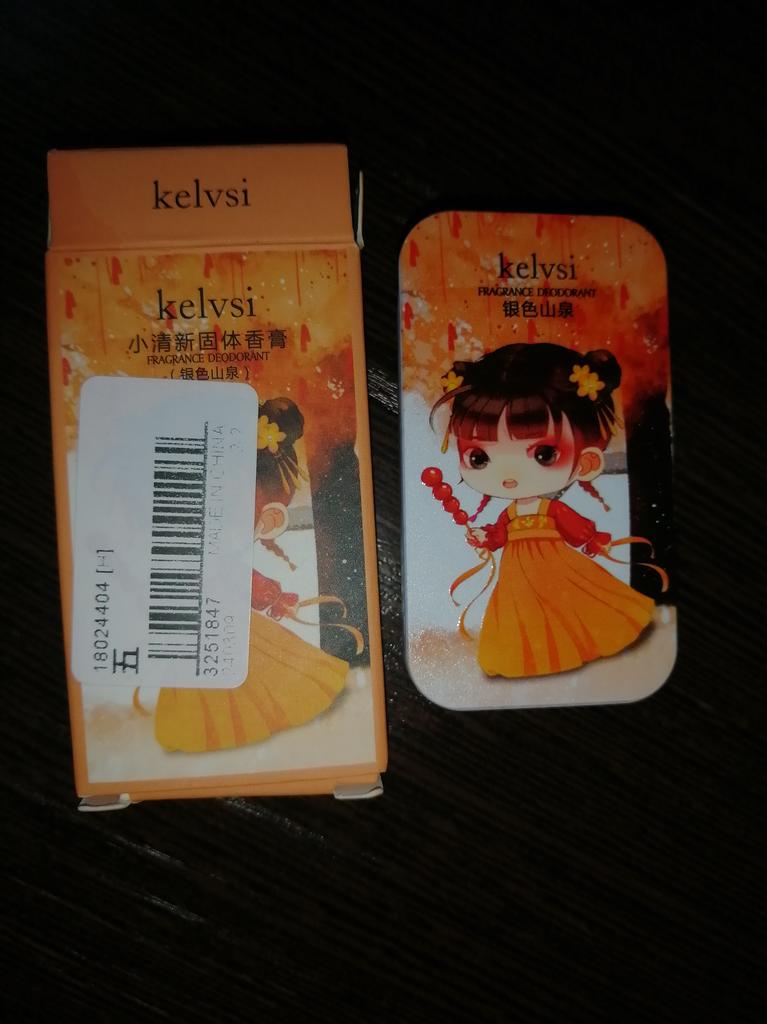 kelvsi
kelvsi
小清新固体香膏
FRAGRANCE DEODORANT
(银色山泉)
18024404 [H]
五
3251847 MADE IN CHINA
240309
kelvsi
FRAGRANCE DEODORANT
银色山泉